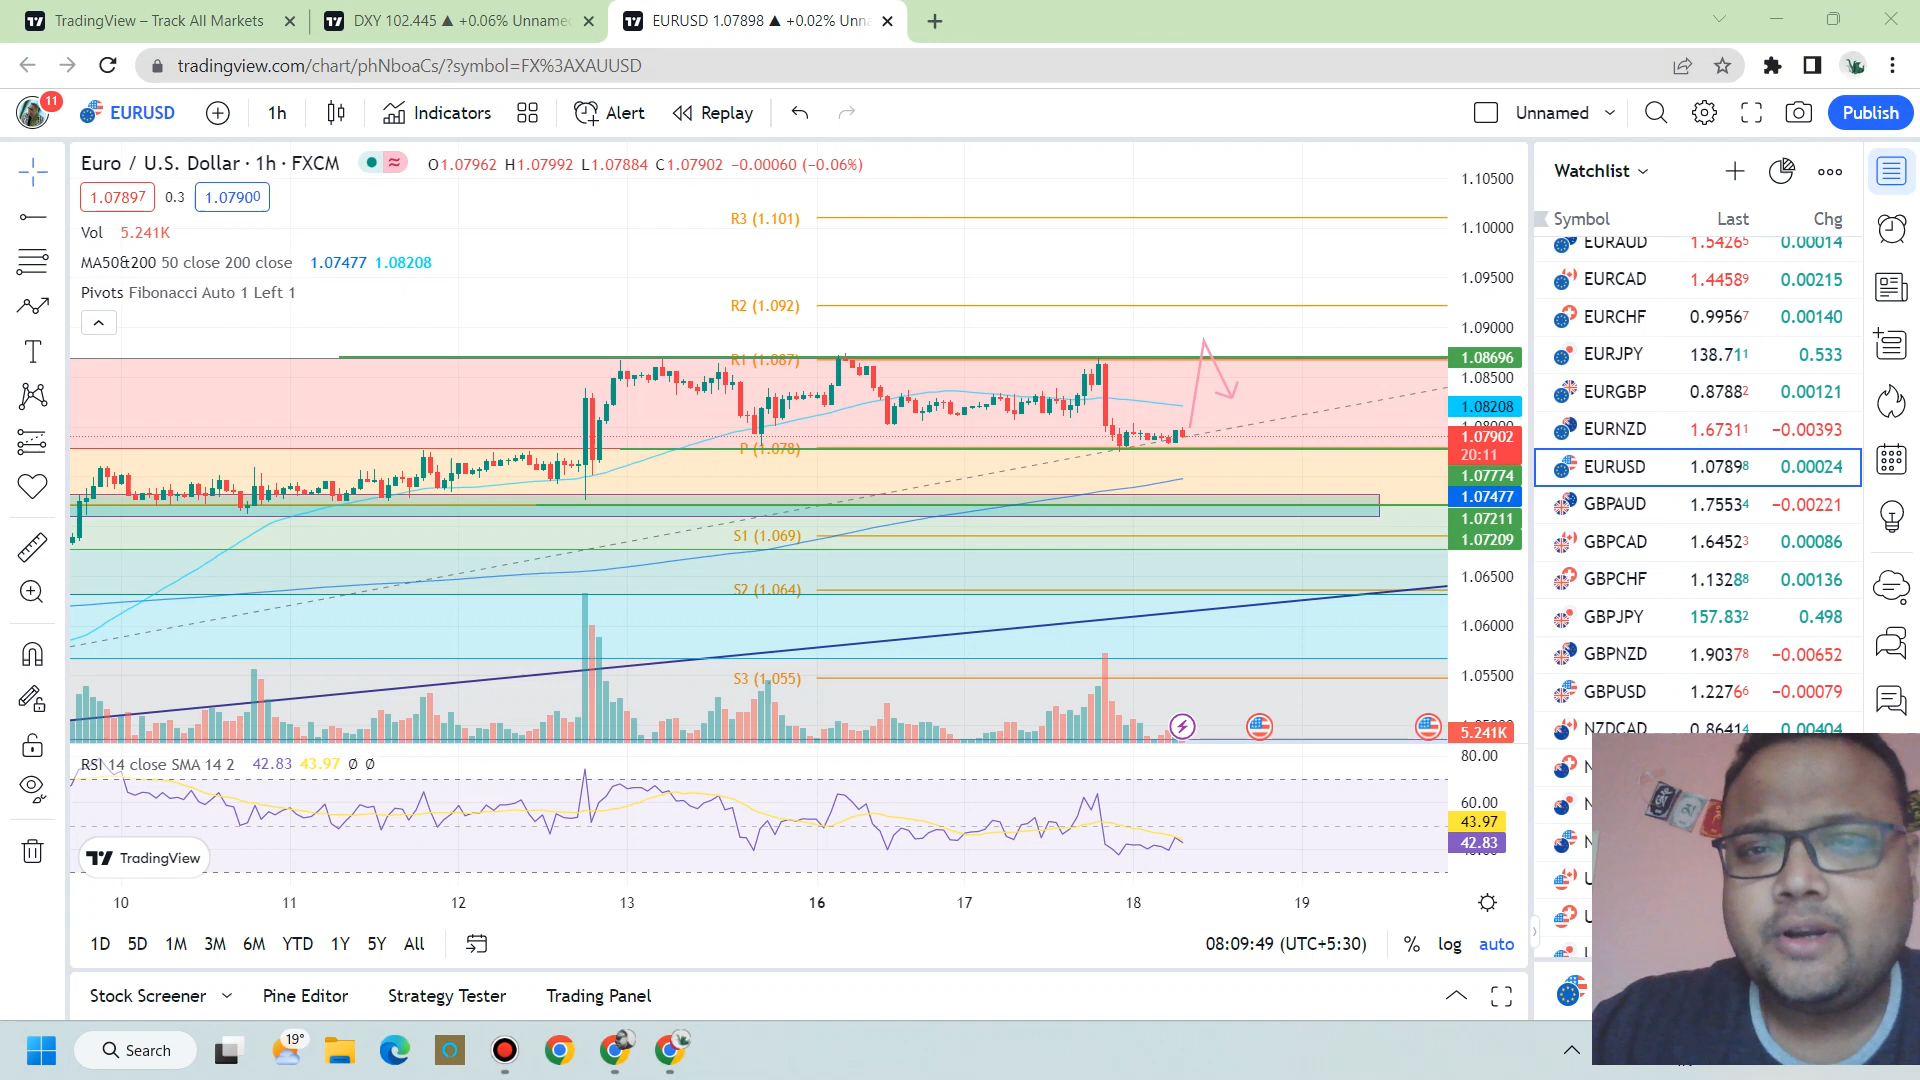 TradingView – Track All Markets
DXY 102.445 ▲ +0.06% Unname
EURUSD 1.07898 ▲ +0.02% Unn
tradingview.com/chart/phNboaCs/?symbol=FX%3AXAUUSD
11
EURUSD
1h
Indicators
Alert
Replay
Unnamed
Publish
Euro / U.S. Dollar · 1h · FXCM
O1.07962 H1.07992 L1.07884 C1.07902 −0.00060 (−0.06%)
1.07897 0.3 1.07900
Vol 5.241K
MA50&200 50 close 200 close 1.07477 1.08208
Pivots Fibonacci Auto 1 Left 1
R3 (1.101)
R2 (1.092)
R1 (1.087)
P (1.078)
S1 (1.069)
S2 (1.064)
S3 (1.055)
1.10500
1.10000
1.09500
1.09000
1.08696
1.08500
1.08208
1.07902
20:11
1.07774
1.07477
1.07211
1.07209
1.06500
1.06000
1.05500
5.241K
RSI 14 close SMA 14 2 42.83 43.97 Ø Ø
80.00
60.00
43.97
42.83
TradingView
10 11 12 13 16 17 18 19
1D 5D 1M 3M 6M YTD 1Y 5Y All
08:09:49 (UTC+5:30)
% log auto
Stock Screener
Pine Editor
Strategy Tester
Trading Panel
Watchlist
Symbol Last Chg
EURAUD 1.54265 0.00014
EURCAD 1.44589 0.00215
EURCHF 0.99567 0.00140
EURJPY 138.711 0.533
EURGBP 0.87882 0.00121
EURNZD 1.67311 −0.00393
EURUSD 1.07898 0.00024
GBPAUD 1.75534 −0.00221
GBPCAD 1.64523 0.00086
GBPCHF 1.13288 0.00136
GBPJPY 157.832 0.498
GBPNZD 1.90378 −0.00652
GBPUSD 1.22766 −0.00079
NZDCAD 0.86414 0.00404
19°
Search